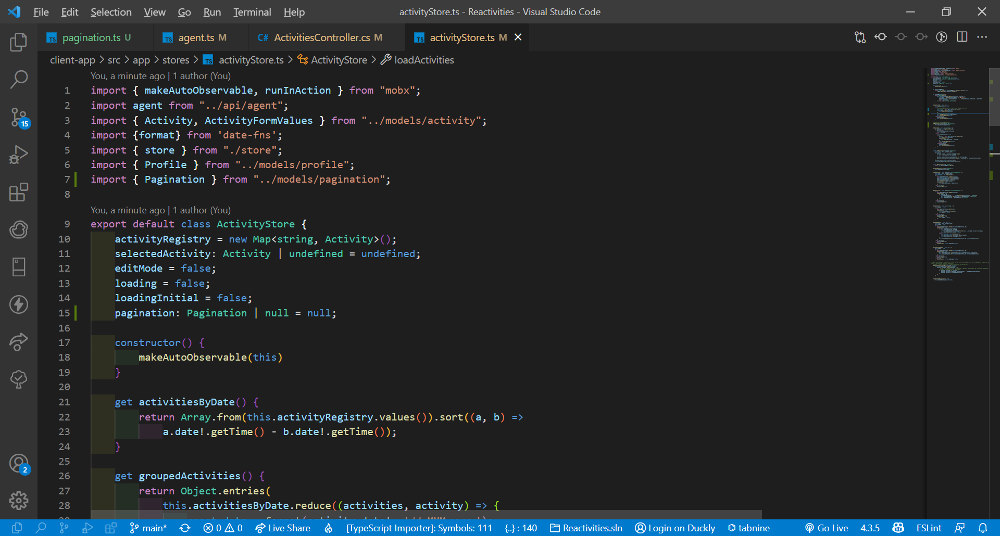 File Edit Selection View Go Run Terminal Help activityStore.ts - Reactivities - Visual Studio Code
TS pagination.ts U TS agent.ts M C# ActivitiesController.cs M TS activityStore.ts M
client-app > src > app > stores > TS activityStore.ts > ActivityStore > loadActivities
You, a minute ago | 1 author (You)
1 import { makeAutoObservable, runInAction } from "mobx";
2 import agent from "../api/agent";
3 import { Activity, ActivityFormValues } from "../models/activity";
4 import {format} from 'date-fns';
5 import { store } from "./store";
6 import { Profile } from "../models/profile";
7 import { Pagination } from "../models/pagination";
8
You, a minute ago | 1 author (You)
9 export default class ActivityStore {
10 activityRegistry = new Map<string, Activity>();
11 selectedActivity: Activity | undefined = undefined;
12 editMode = false;
13 loading = false;
14 loadingInitial = false;
15 pagination: Pagination | null = null;
16
17 constructor() {
18 makeAutoObservable(this)
19 }
20
21 get activitiesByDate() {
22 return Array.from(this.activityRegistry.values()).sort((a, b) =>
23 a.date!.getTime() - b.date!.getTime());
24 }
25
26 get groupedActivities() {
27 return Object.entries(
28 this.activitiesByDate.reduce((activities, activity) => {
15
2
main* 0 0 Live Share [TypeScript Importer]: Symbols: 111 {..} : 140 Reactivities.sln Login on Duckly tabnine Go Live 4.3.5 ESLint